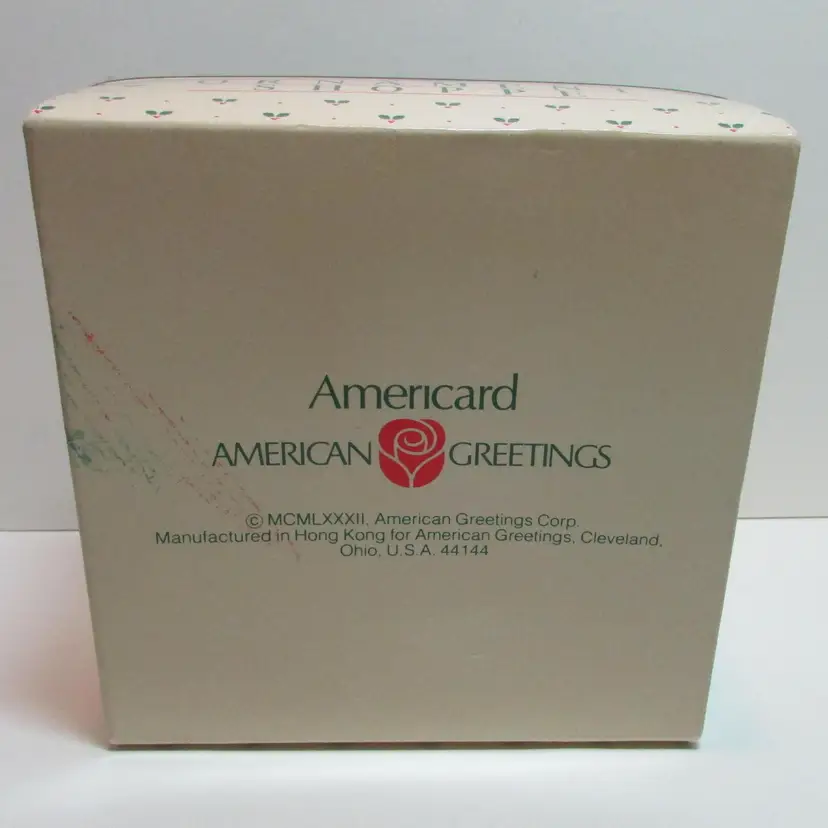 Americard
AMERICAN GREETINGS
© MCMLXXXII, American Greetings Corp.
Manufactured in Hong Kong for American Greetings, Cleveland,
Ohio, U.S.A. 44144